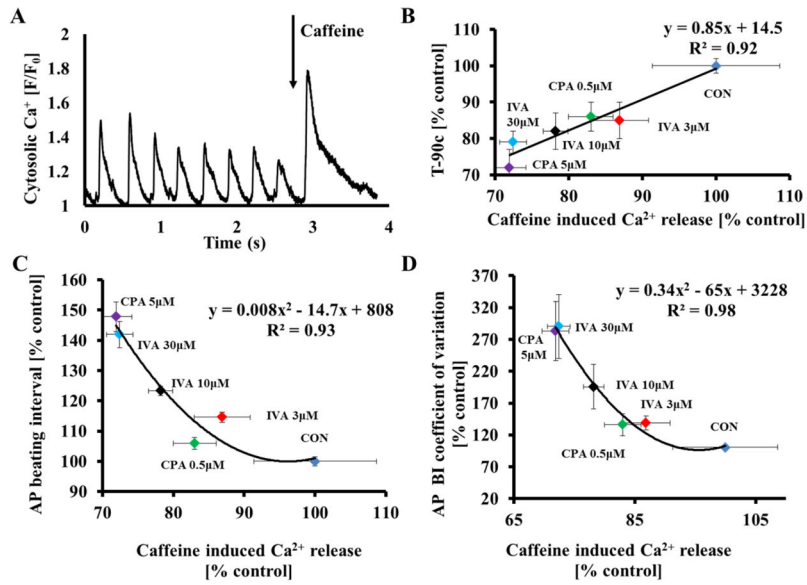 A
Caffeine
Cytosolic Ca⁺ [F/F₀]
2
1.8
1.6
1.4
1.2
1
0 1 2 3 4
Time (s)
B
y = 0.85x + 14.5
R² = 0.92
T-90c [% control]
120
110
100
90
80
70
CPA 0.5µM
CON
IVA
30µM
IVA 10µM
IVA 3µM
CPA 5µM
70 80 90 100 110
Caffeine induced Ca²⁺ release [% control]
C
AP beating interval [% control]
160
150
140
130
120
110
100
90
CPA 5µM
y = 0.008x² - 14.7x + 808
R² = 0.93
IVA 30µM
IVA 10µM
IVA 3µM
CON
CPA 0.5µM
70 80 90 100 110
Caffeine induced Ca²⁺ release
[% control]
D
AP BI coefficient of variation
[% control]
370
320
270
220
170
120
70
20
y = 0.34x² - 65x + 3228
R² = 0.98
IVA 30µM
CPA
5µM
IVA 10µM
IVA 3µM
CON
CPA 0.5µM
65 85 105
Caffeine induced Ca²⁺ release
[% control]